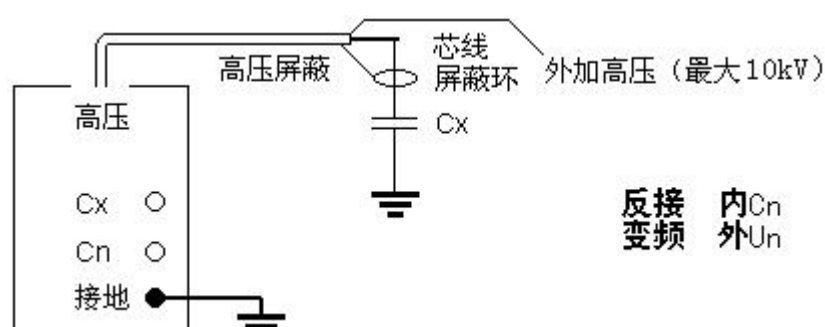 芯线
高压屏蔽
屏蔽环
外加高压（最大10kV）
高压
Cx
Cx
反接 内Cn
变频 外Un
Cn
接地